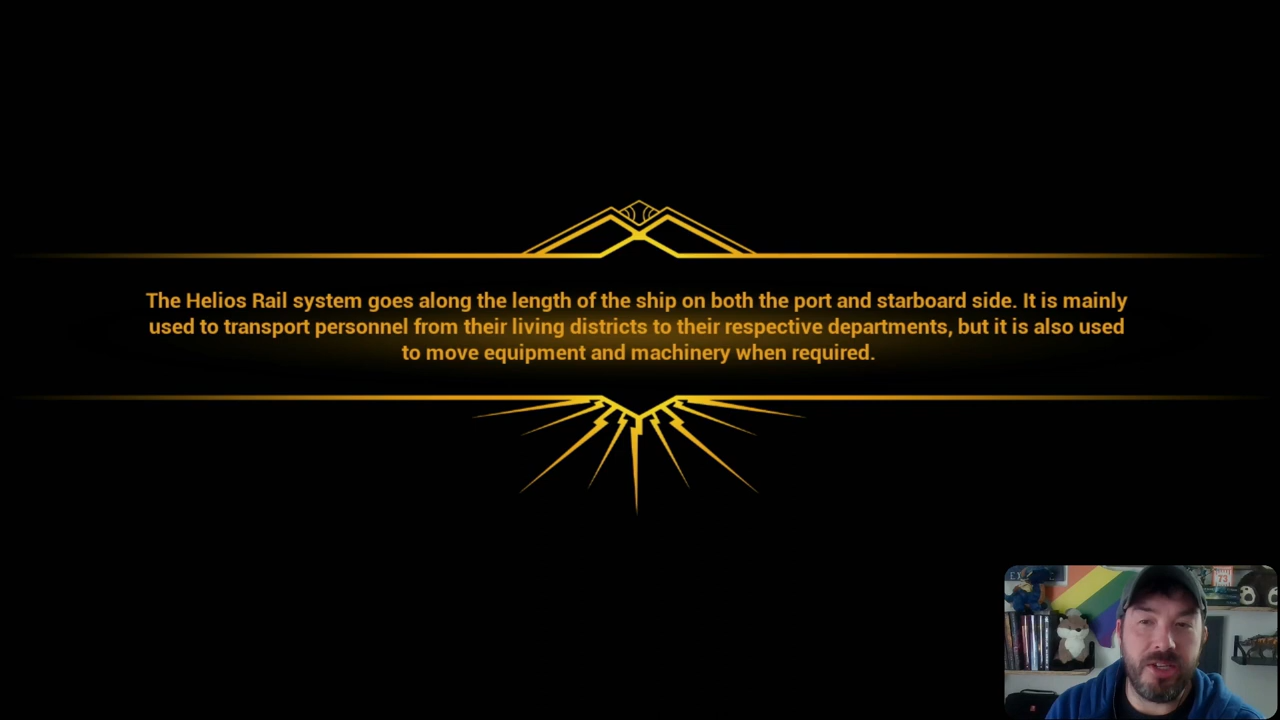 The Helios Rail system goes along the length of the ship on both the port and starboard side. It is mainly
used to transport personnel from their living districts to their respective departments, but it is also used
to move equipment and machinery when required.
73